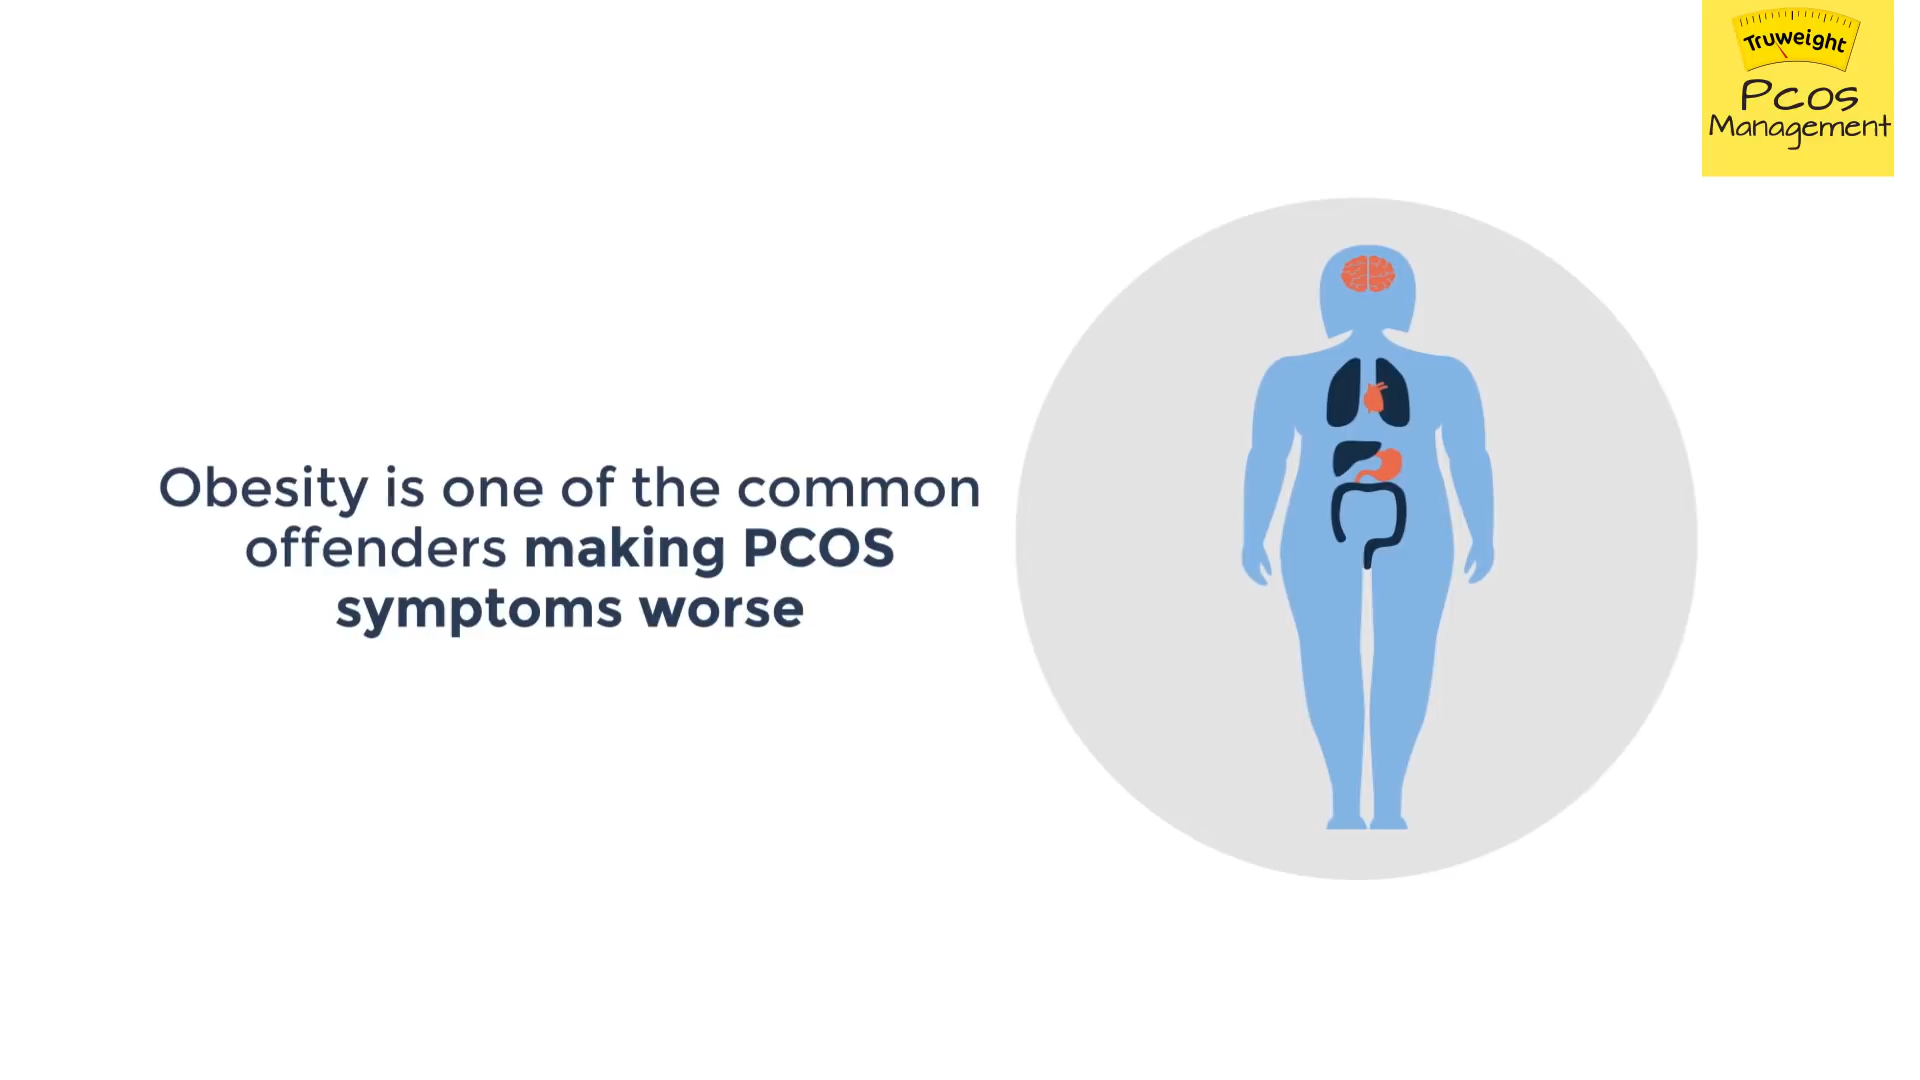 Truweight
Pcos
Management
Obesity is one of the common
offenders making PCOS
symptoms worse